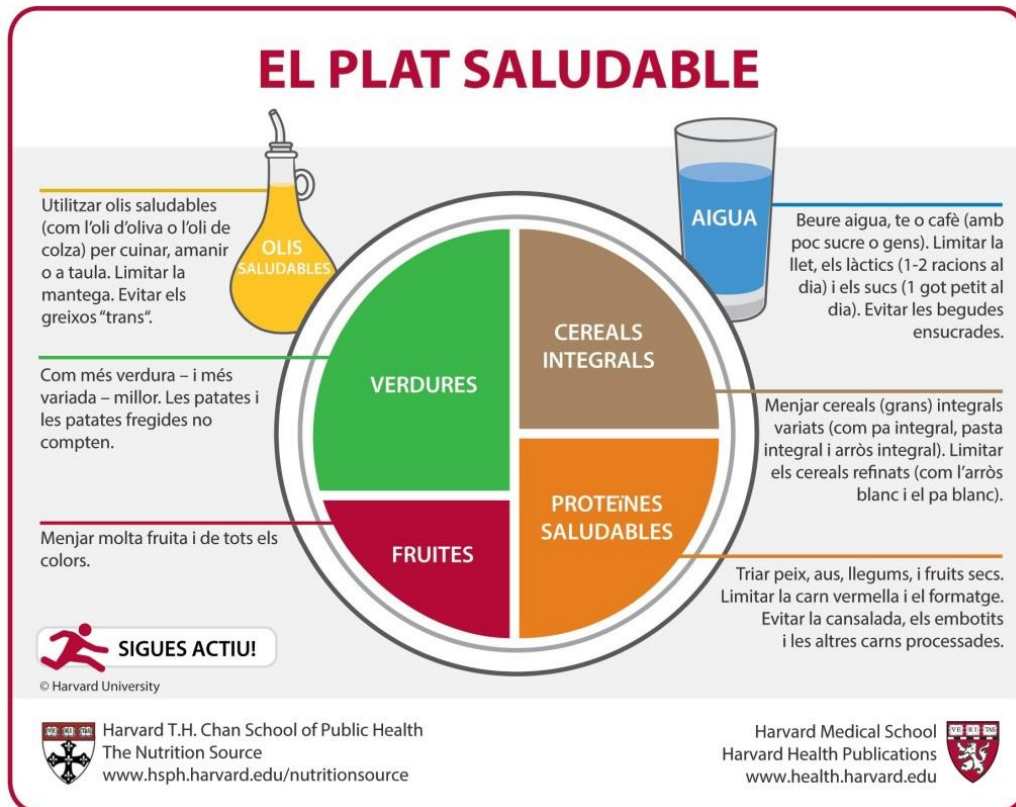 EL PLAT SALUDABLE
Utilitzar olis saludables
(com l'oli d'oliva o l'oli de
colza) per cuinar, amanir
o a taula. Limitar la
mantega. Evitar els
greixos "trans".
OLIS
SALUDABLES
AIGUA
Beure aigua, te o cafè (amb
poc sucre o gens). Limitar la
llet, els làctics (1-2 racions al
dia) i els sucs (1 got petit al
dia). Evitar les begudes
ensucrades.
Com més verdura – i més
variada – millor. Les patates i
les patates fregides no
compten.
VERDURES
CEREALS
INTEGRALS
Menjar cereals (grans) integrals
variats (com pa integral, pasta
integral i arròs integral). Limitar
els cereals refinats (com l'arròs
blanc i el pa blanc).
Menjar molta fruita i de tots els
colors.
FRUITES
PROTEïNES
SALUDABLES
Triar peix, aus, llegums, i fruits secs.
Limitar la carn vermella i el formatge.
Evitar la cansalada, els embotits
i les altres carns processades.
SIGUES ACTIU!
© Harvard University
Harvard T.H. Chan School of Public Health
The Nutrition Source
www.hsph.harvard.edu/nutritionsource
Harvard Medical School
Harvard Health Publications
www.health.harvard.edu
VE RI TAS